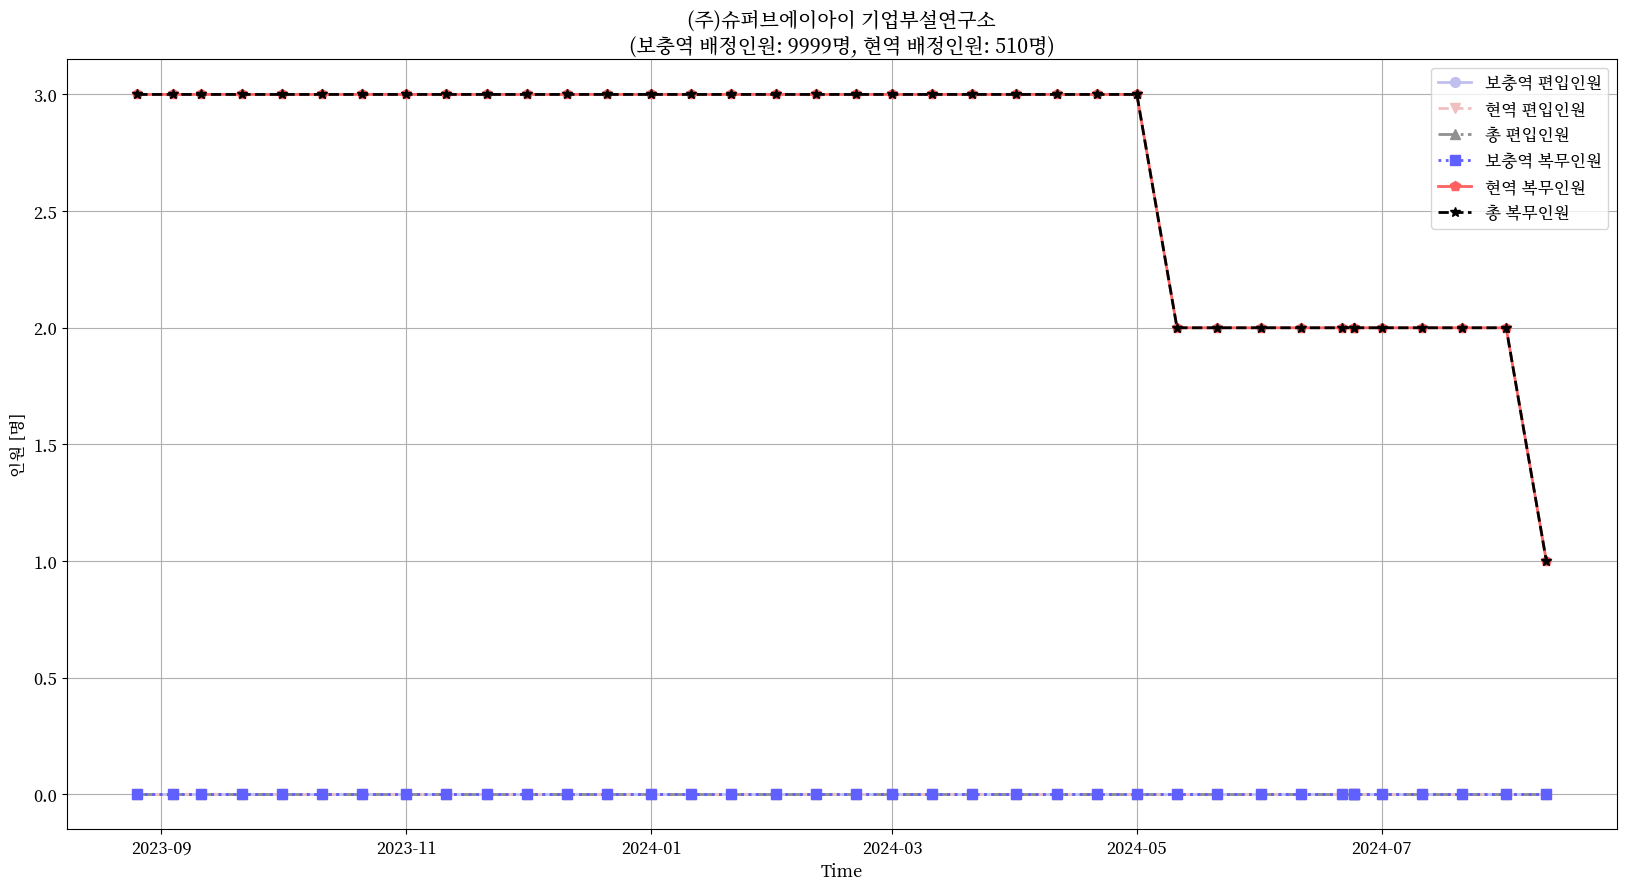 (주)슈퍼브에이아이 기업부설연구소
(보충역 배정인원: 9999명, 현역 배정인원: 510명)
보충역 편입인원
현역 편입인원
총 편입인원
보충역 복무인원
현역 복무인원
총 복무인원
인원 [명]
3.0
2.5
2.0
1.5
1.0
0.5
0.0
2023-09
2023-11
2024-01
2024-03
2024-05
2024-07
Time